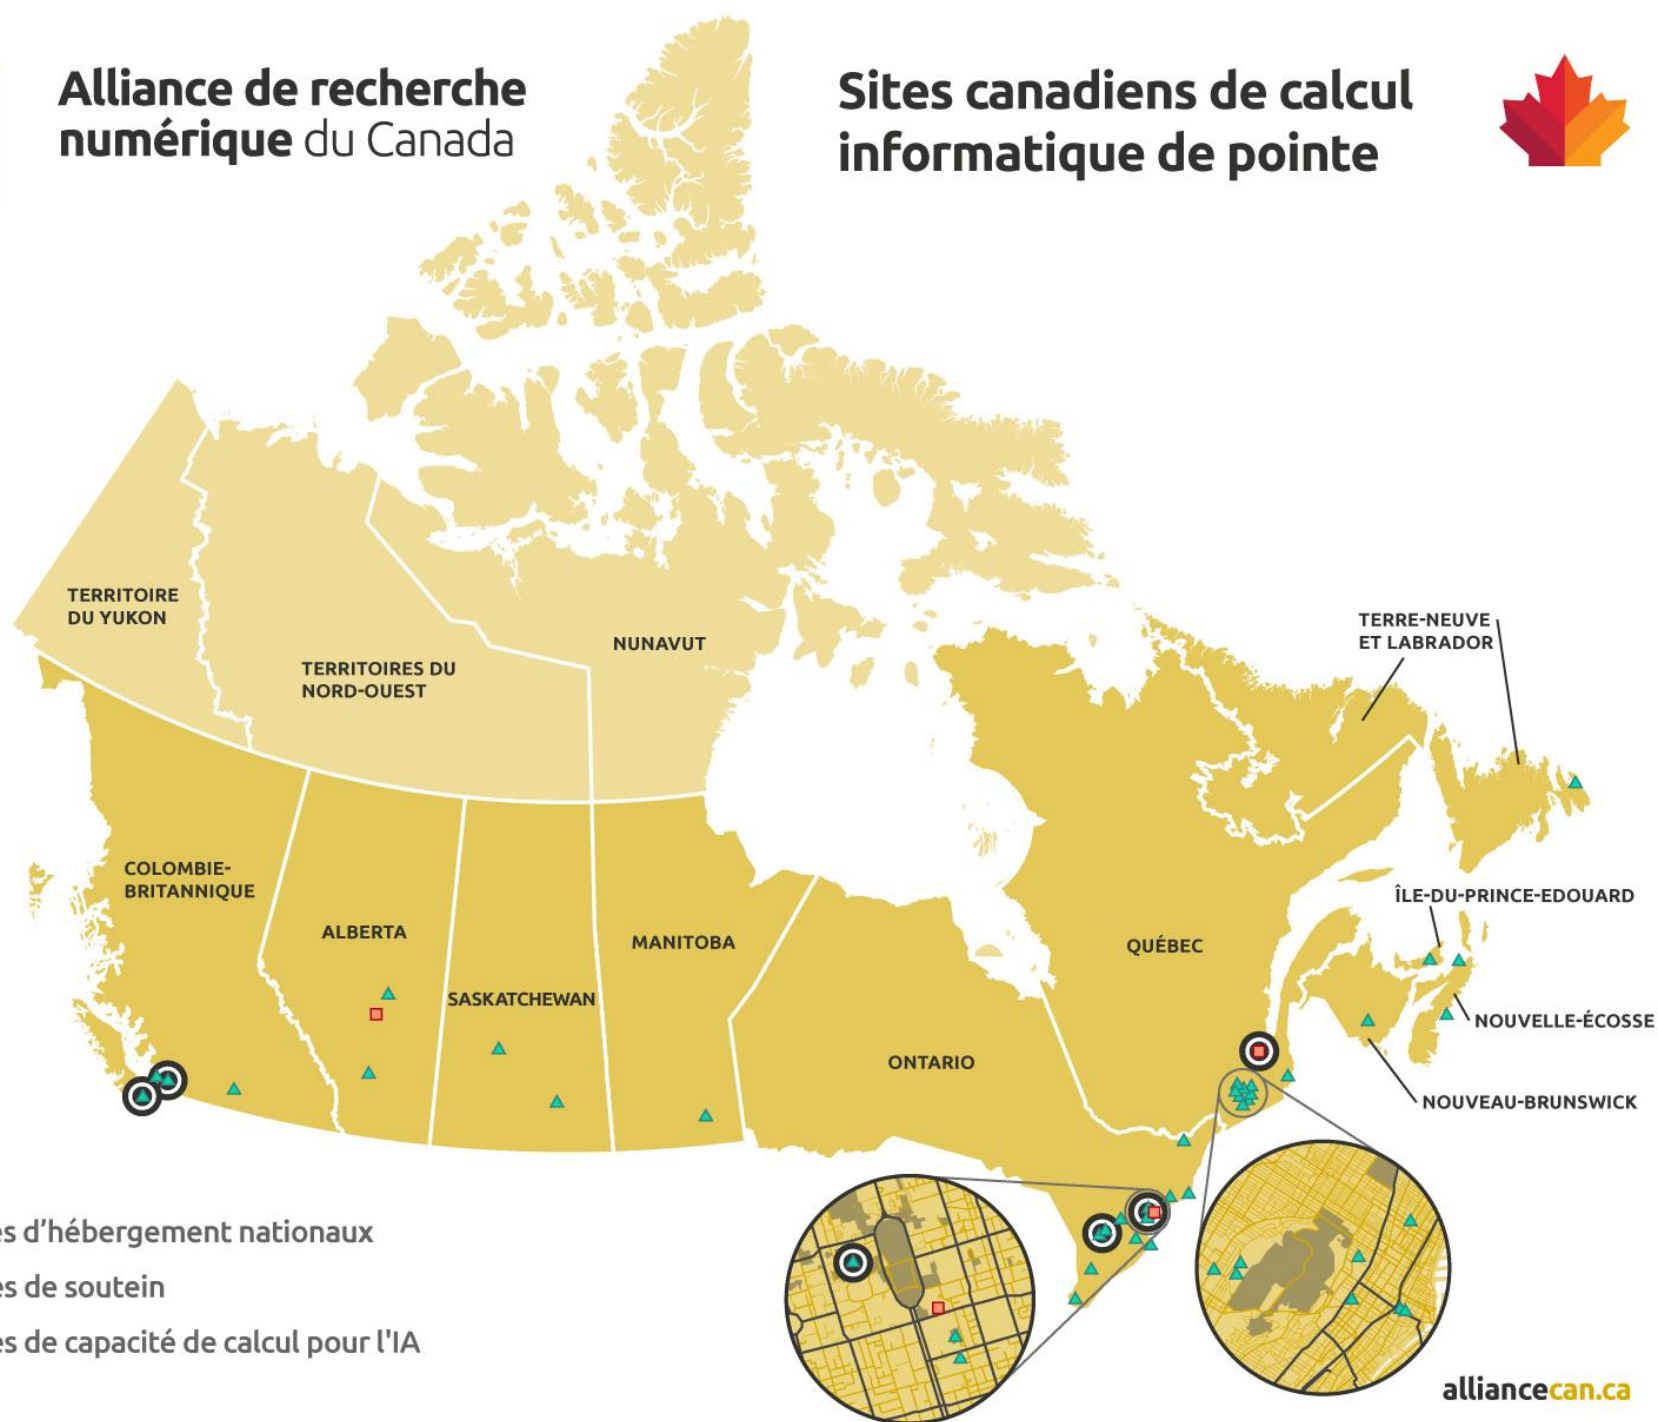 Alliance de recherche
numérique du Canada
Sites canadiens de calcul
informatique de pointe
TERRITOIRE
DU YUKON
TERRITOIRES DU
NORD-OUEST
NUNAVUT
TERRE-NEUVE
ET LABRADOR
COLOMBIE-
BRITANNIQUE
ALBERTA
SASKATCHEWAN
MANITOBA
ONTARIO
QUÉBEC
ÎLE-DU-PRINCE-EDOUARD
NOUVELLE-ÉCOSSE
NOUVEAU-BRUNSWICK
es d'hébergement nationaux
es de soutein
es de capacité de calcul pour l'IA
alliancecan.ca